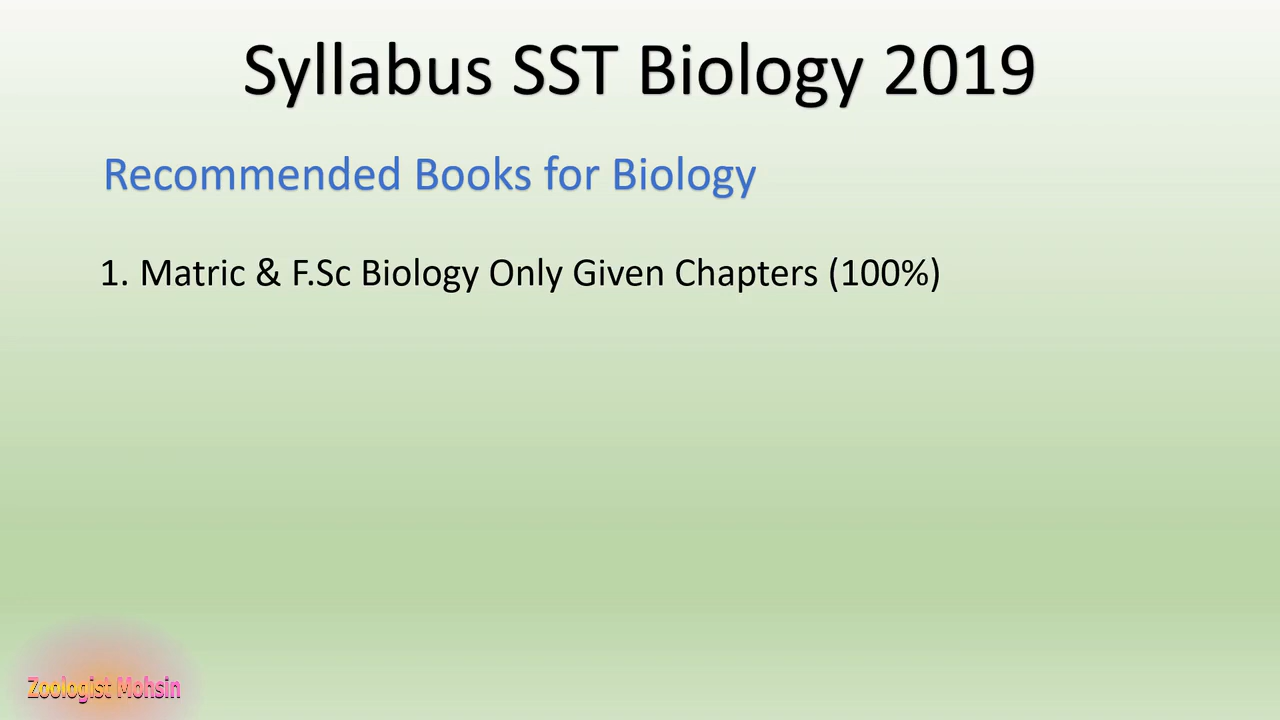 Syllabus SST Biology 2019
Recommended Books for Biology
1. Matric & F.Sc Biology Only Given Chapters (100%)
Zoologist Mohsin